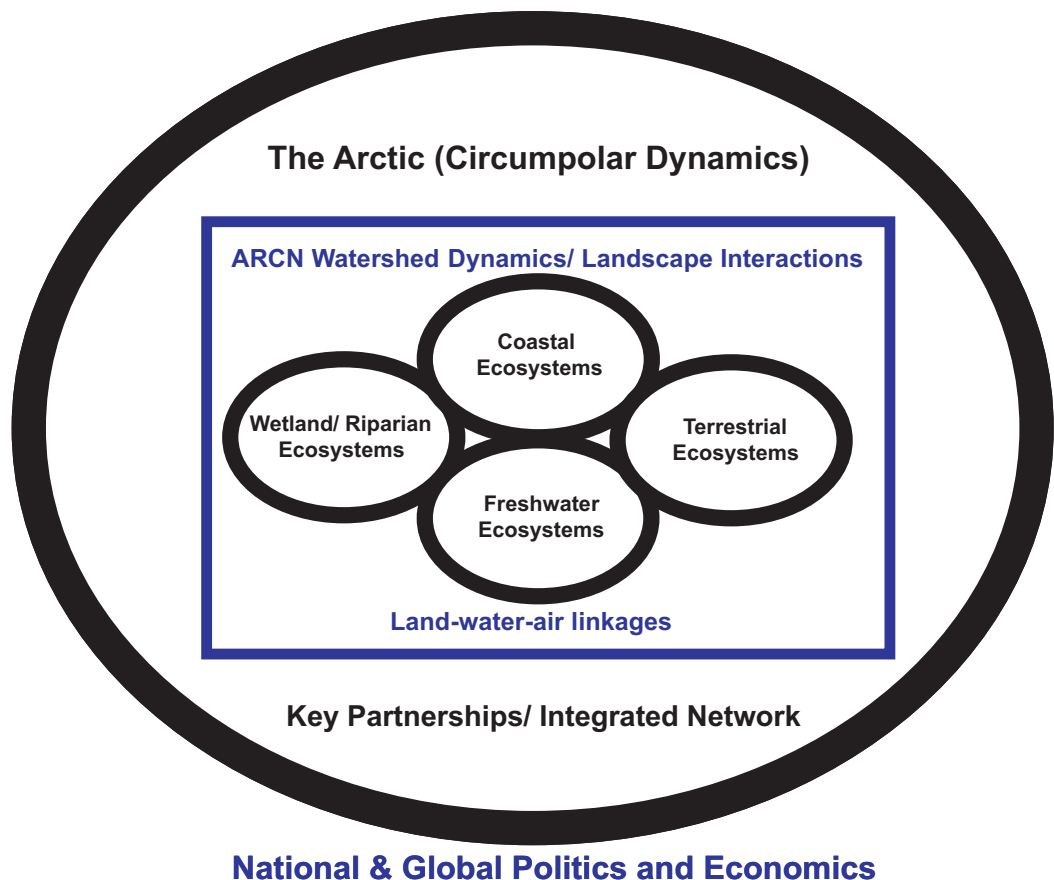 The Arctic (Circumpolar Dynamics)
ARCN Watershed Dynamics/ Landscape Interactions
Coastal
Ecosystems
Wetland/ Riparian
Ecosystems
Terrestrial
Ecosystems
Freshwater
Ecosystems
Land-water-air linkages
Key Partnerships/ Integrated Network
National & Global Politics and Economics